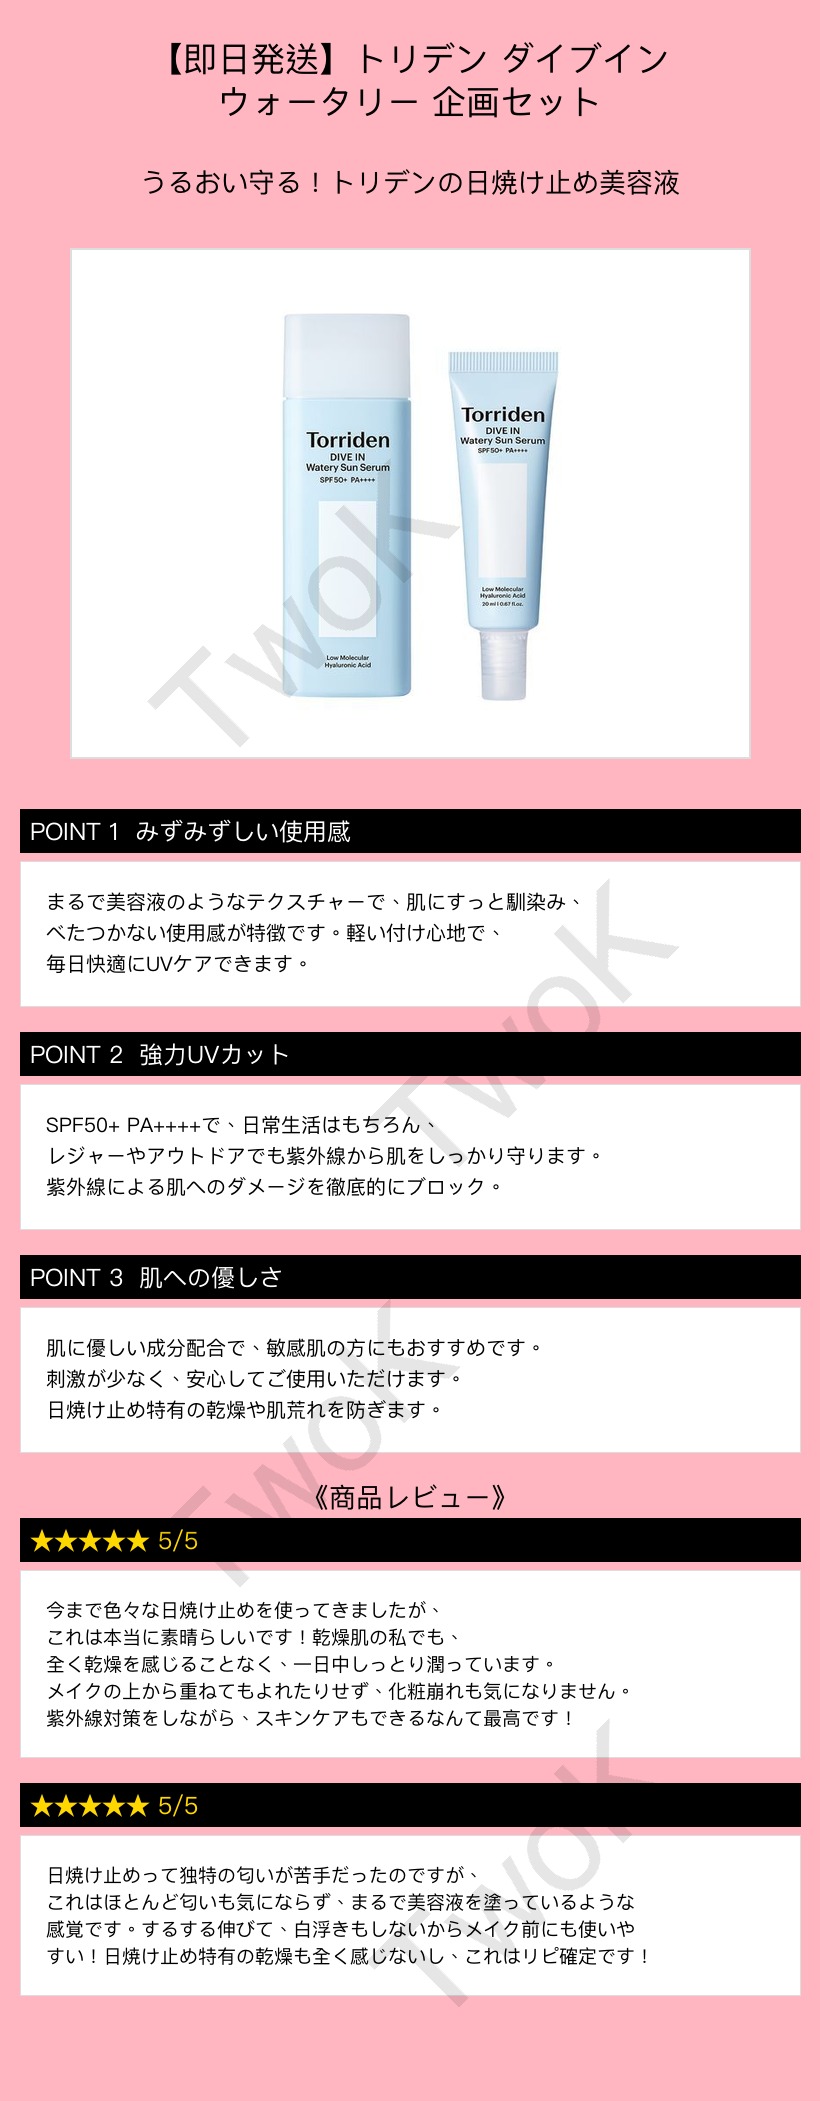 【即日発送】トリデン ダイブイン
ウォータリー 企画セット
うるおい守る！トリデンの日焼け止め美容液
Torriden
DIVE IN
Watery Sun Serum
SPF50+ PA++++
Low Molecular
Hyaluronic Acid
Torriden
DIVE IN
Watery Sun Serum
SPF50+ PA++++
Low Molecular
Hyaluronic Acid
20 ml l 0.67 fl.oz.
TwoK
POINT 1 みずみずしい使用感
まるで美容液のようなテクスチャーで、肌にすっと馴染み、
べたつかない使用感が特徴です。軽い付け心地で、
毎日快適にUVケアできます。
TwoK
POINT 2 強力UVカット
SPF50+ PA++++で、日常生活はもちろん、
レジャーやアウトドアでも紫外線から肌をしっかり守ります。
紫外線による肌へのダメージを徹底的にブロック。
POINT 3 肌への優しさ
肌に優しい成分配合で、敏感肌の方にもおすすめです。
刺激が少なく、安心してご使用いただけます。
日焼け止め特有の乾燥や肌荒れを防ぎます。
TwoK
《商品レビュー》
★★★★★ 5/5
今まで色々な日焼け止めを使ってきましたが、
これは本当に素晴らしいです！乾燥肌の私でも、
全く乾燥を感じることなく、一日中しっとり潤っています。
メイクの上から重ねてもよれたりせず、化粧崩れも気になりません。
紫外線対策をしながら、スキンケアもできるなんて最高です！
TwoK
★★★★★ 5/5
日焼け止めって独特の匂いが苦手だったのですが、
これはほとんど匂いも気にならず、まるで美容液を塗っているような
感覚です。するする伸びて、白浮きもしないからメイク前にも使いや
すい！日焼け止め特有の乾燥も全く感じないし、これはリピ確定です！